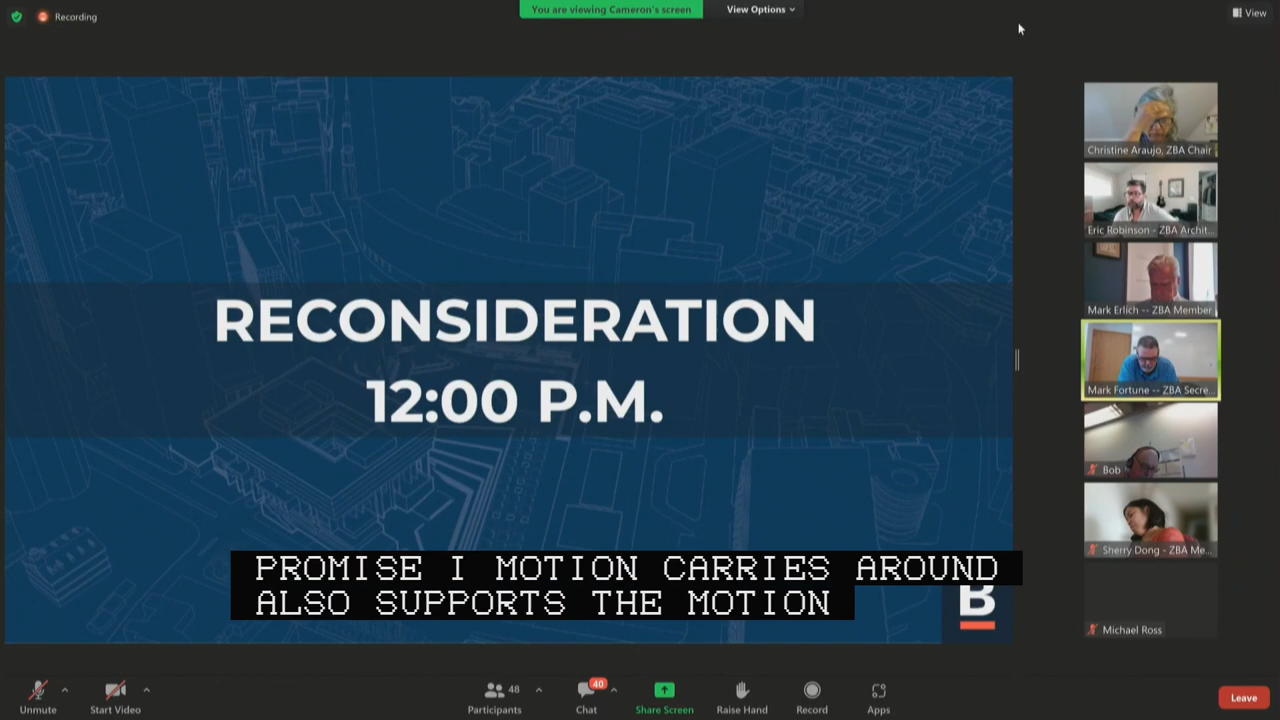 Recording
You are viewing Cameron's screen
View Options
View
RECONSIDERATION
12:00 P.M.
PROMISE I MOTION CARRIES AROUND
ALSO SUPPORTS THE MOTION
B
Christine Araujo, ZBA Chair
Eric Robinson - ZBA Archit...
Mark Erlich -- ZBA Member
Mark Fortune -- ZBA Secre...
Bob
Sherry Dong - ZBA Me...
Michael Ross
Unmute
Start Video
Participants
48
Chat
40
Share Screen
Raise Hand
Record
Apps
Leave